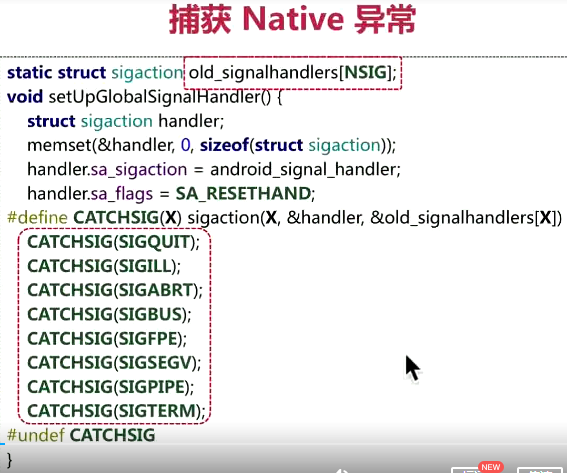 捕获 Native 异常
static struct sigaction old_signalhandlers[NSIG];
void setUpGlobalSignalHandler() {
struct sigaction handler;
memset(&handler, 0, sizeof(struct sigaction));
handler.sa_sigaction = android_signal_handler;
handler.sa_flags = SA_RESETHAND;
#define CATCHSIG(X) sigaction(X, &handler, &old_signalhandlers[X])
CATCHSIG(SIGQUIT);
CATCHSIG(SIGILL);
CATCHSIG(SIGABRT);
CATCHSIG(SIGBUS);
CATCHSIG(SIGFPE);
CATCHSIG(SIGSEGV);
CATCHSIG(SIGPIPE);
CATCHSIG(SIGTERM);
#undef CATCHSIG
}
NEW